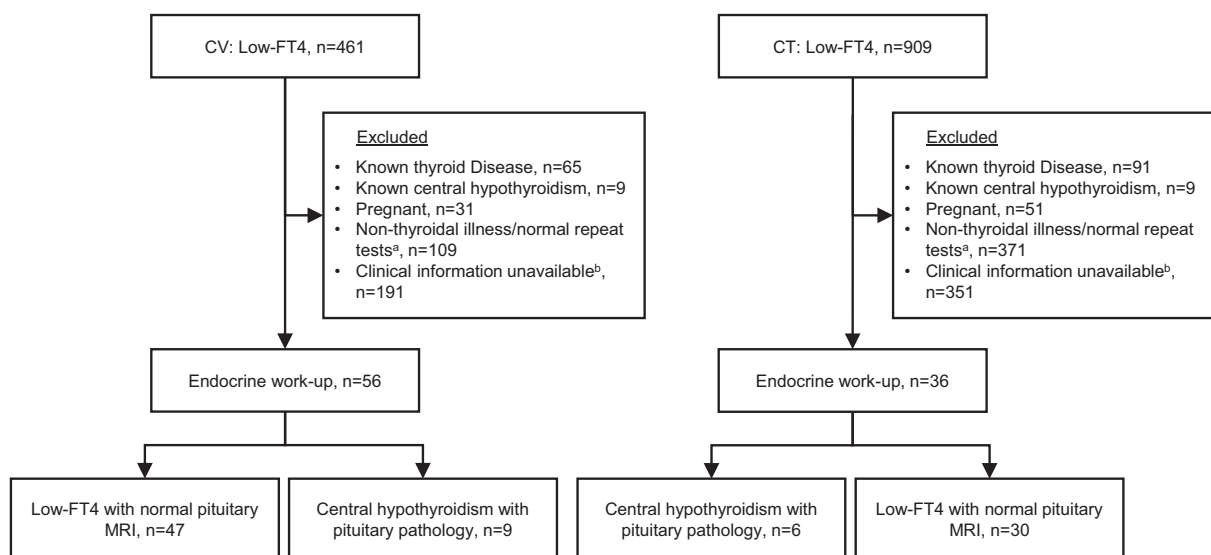 CV: Low-FT4, n=461
Excluded
• Known thyroid Disease, n=65
• Known central hypothyroidism, n=9
• Pregnant, n=31
• Non-thyroidal illness/normal repeat
testsᵃ, n=109
• Clinical information unavailableᵇ,
n=191
Endocrine work-up, n=56
Low-FT4 with normal pituitary
MRI, n=47
Central hypothyroidism with
pituitary pathology, n=9
CT: Low-FT4, n=909
Excluded
• Known thyroid Disease, n=91
• Known central hypothyroidism, n=9
• Pregnant, n=51
• Non-thyroidal illness/normal repeat
testsᵃ, n=371
• Clinical information unavailableᵇ,
n=351
Endocrine work-up, n=36
Central hypothyroidism with
pituitary pathology, n=6
Low-FT4 with normal pituitary
MRI, n=30